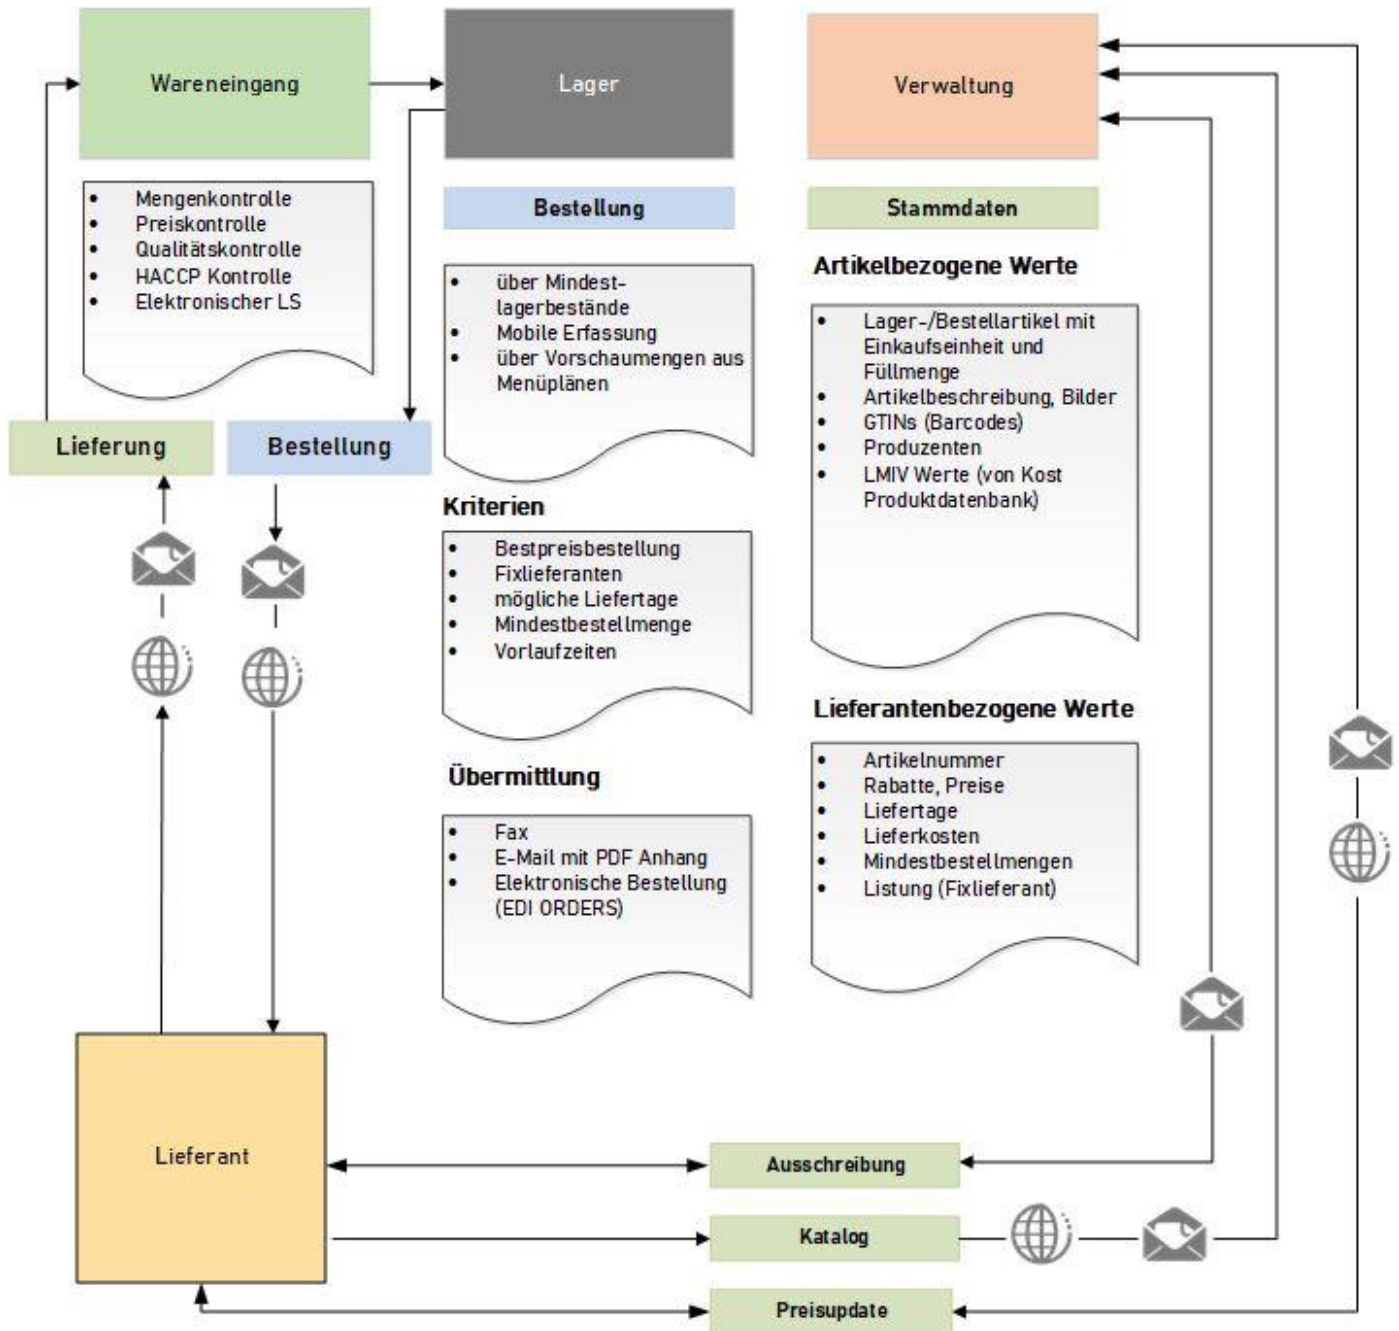 Wareneingang
Lager
Verwaltung
• Mengenkontrolle
• Preiskontrolle
• Qualitätskontrolle
• HACCP Kontrolle
• Elektronischer LS
Lieferung
Bestellung
Bestellung
• über Mindest-
lagerbestände
• Mobile Erfassung
• über Vorschaumengen aus
Menüplänen
Kriterien
• Bestpreisbestellung
• Fixlieferanten
• mögliche Liefertage
• Mindestbestellmenge
• Vorlaufzeiten
Übermittlung
• Fax
• E-Mail mit PDF Anhang
• Elektronische Bestellung
(EDI ORDERS)
Stammdaten
Artikelbezogene Werte
• Lager-/Bestellartikel mit
Einkaufseinheit und
Füllmenge
• Artikelbeschreibung, Bilder
• GTINs (Barcodes)
• Produzenten
• LMIV Werte (von Kost
Produktdatenbank)
Lieferantenbezogene Werte
• Artikelnummer
• Rabatte, Preise
• Liefertage
• Lieferkosten
• Mindestbestellmengen
• Listung (Fixlieferant)
Lieferant
Ausschreibung
Katalog
Preisupdate